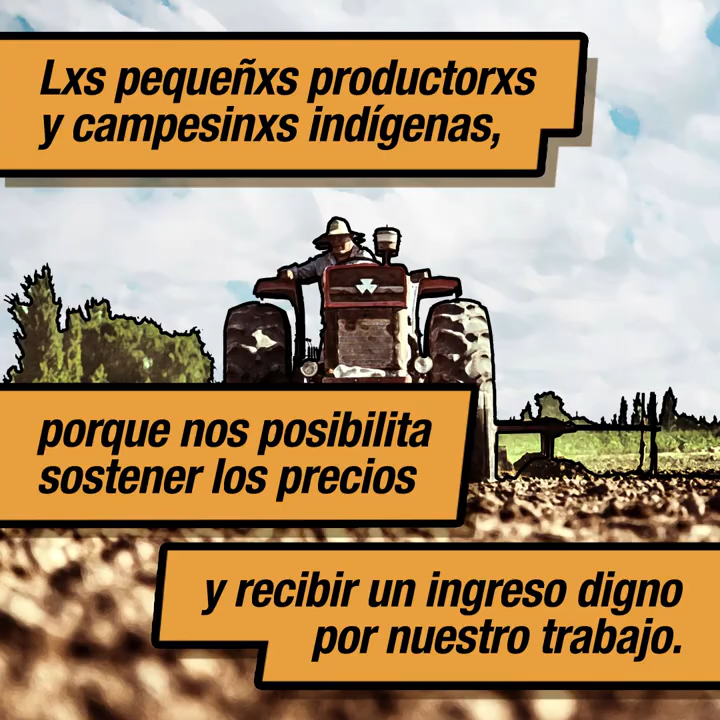 Lxs pequeñxs productorxs
y campesinxs indígenas,
porque nos posibilita
sostener los precios
y recibir un ingreso digno
por nuestro trabajo.